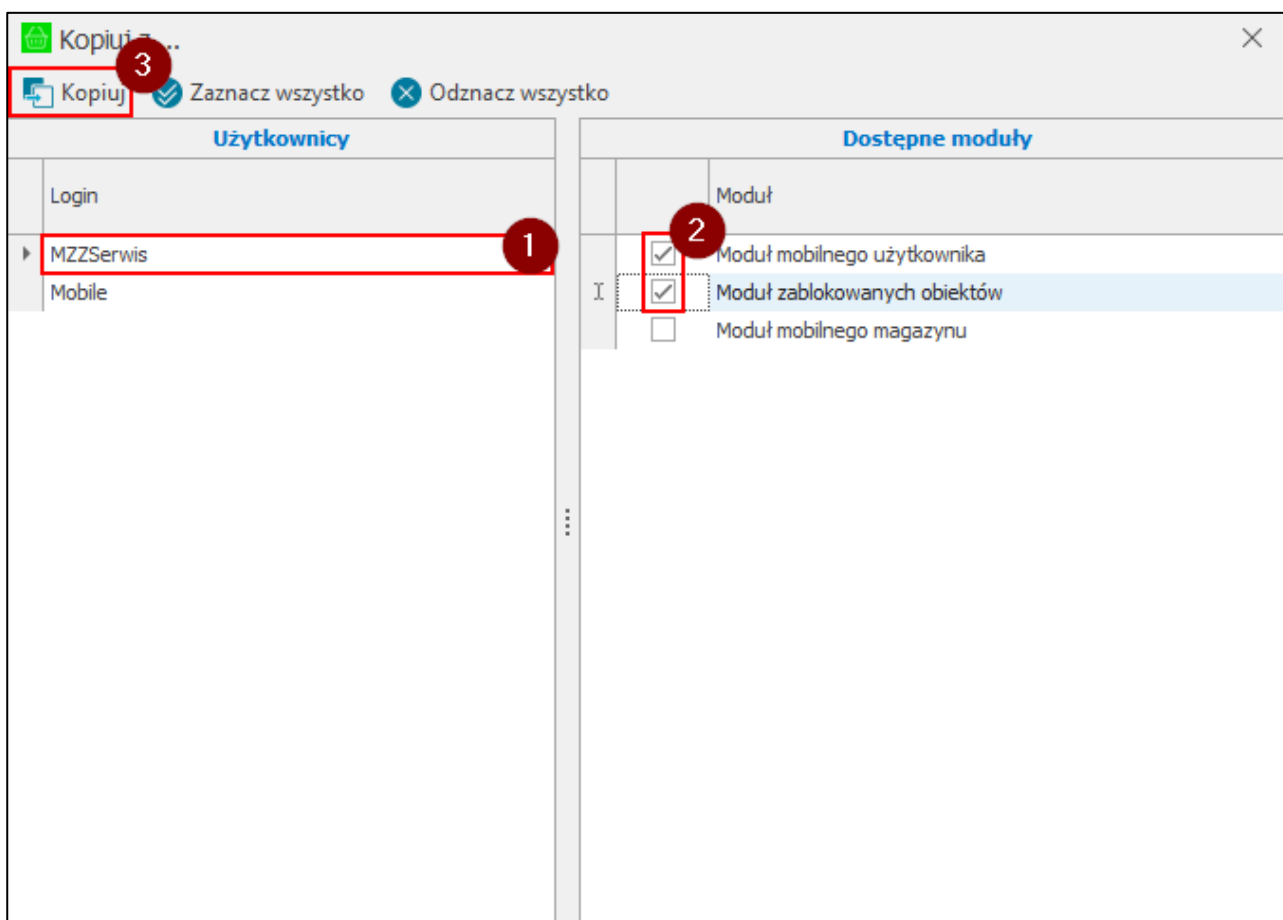 Kopiuj z ...
3
Kopiuj Zaznacz wszystko Odznacz wszystko
Użytkownicy
Login
MZZSerwis
1
Mobile
Dostępne moduły
Moduł
2
Moduł mobilnego użytkownika
Moduł zablokowanych obiektów
Moduł mobilnego magazynu